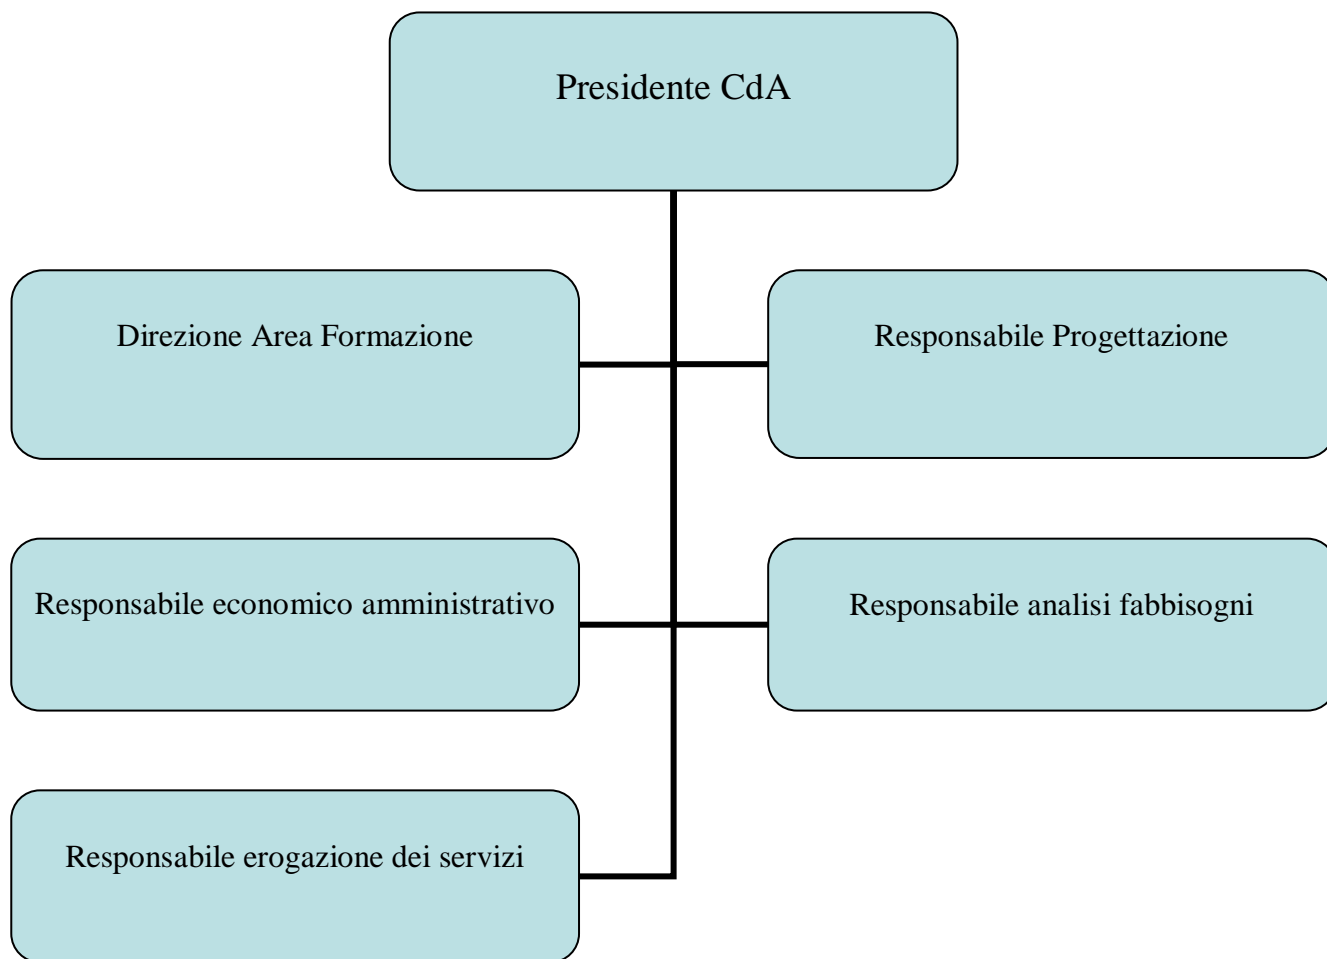 Presidente CdA
Direzione Area Formazione
Responsabile Progettazione
Responsabile economico amministrativo
Responsabile analisi fabbisogni
Responsabile erogazione dei servizi